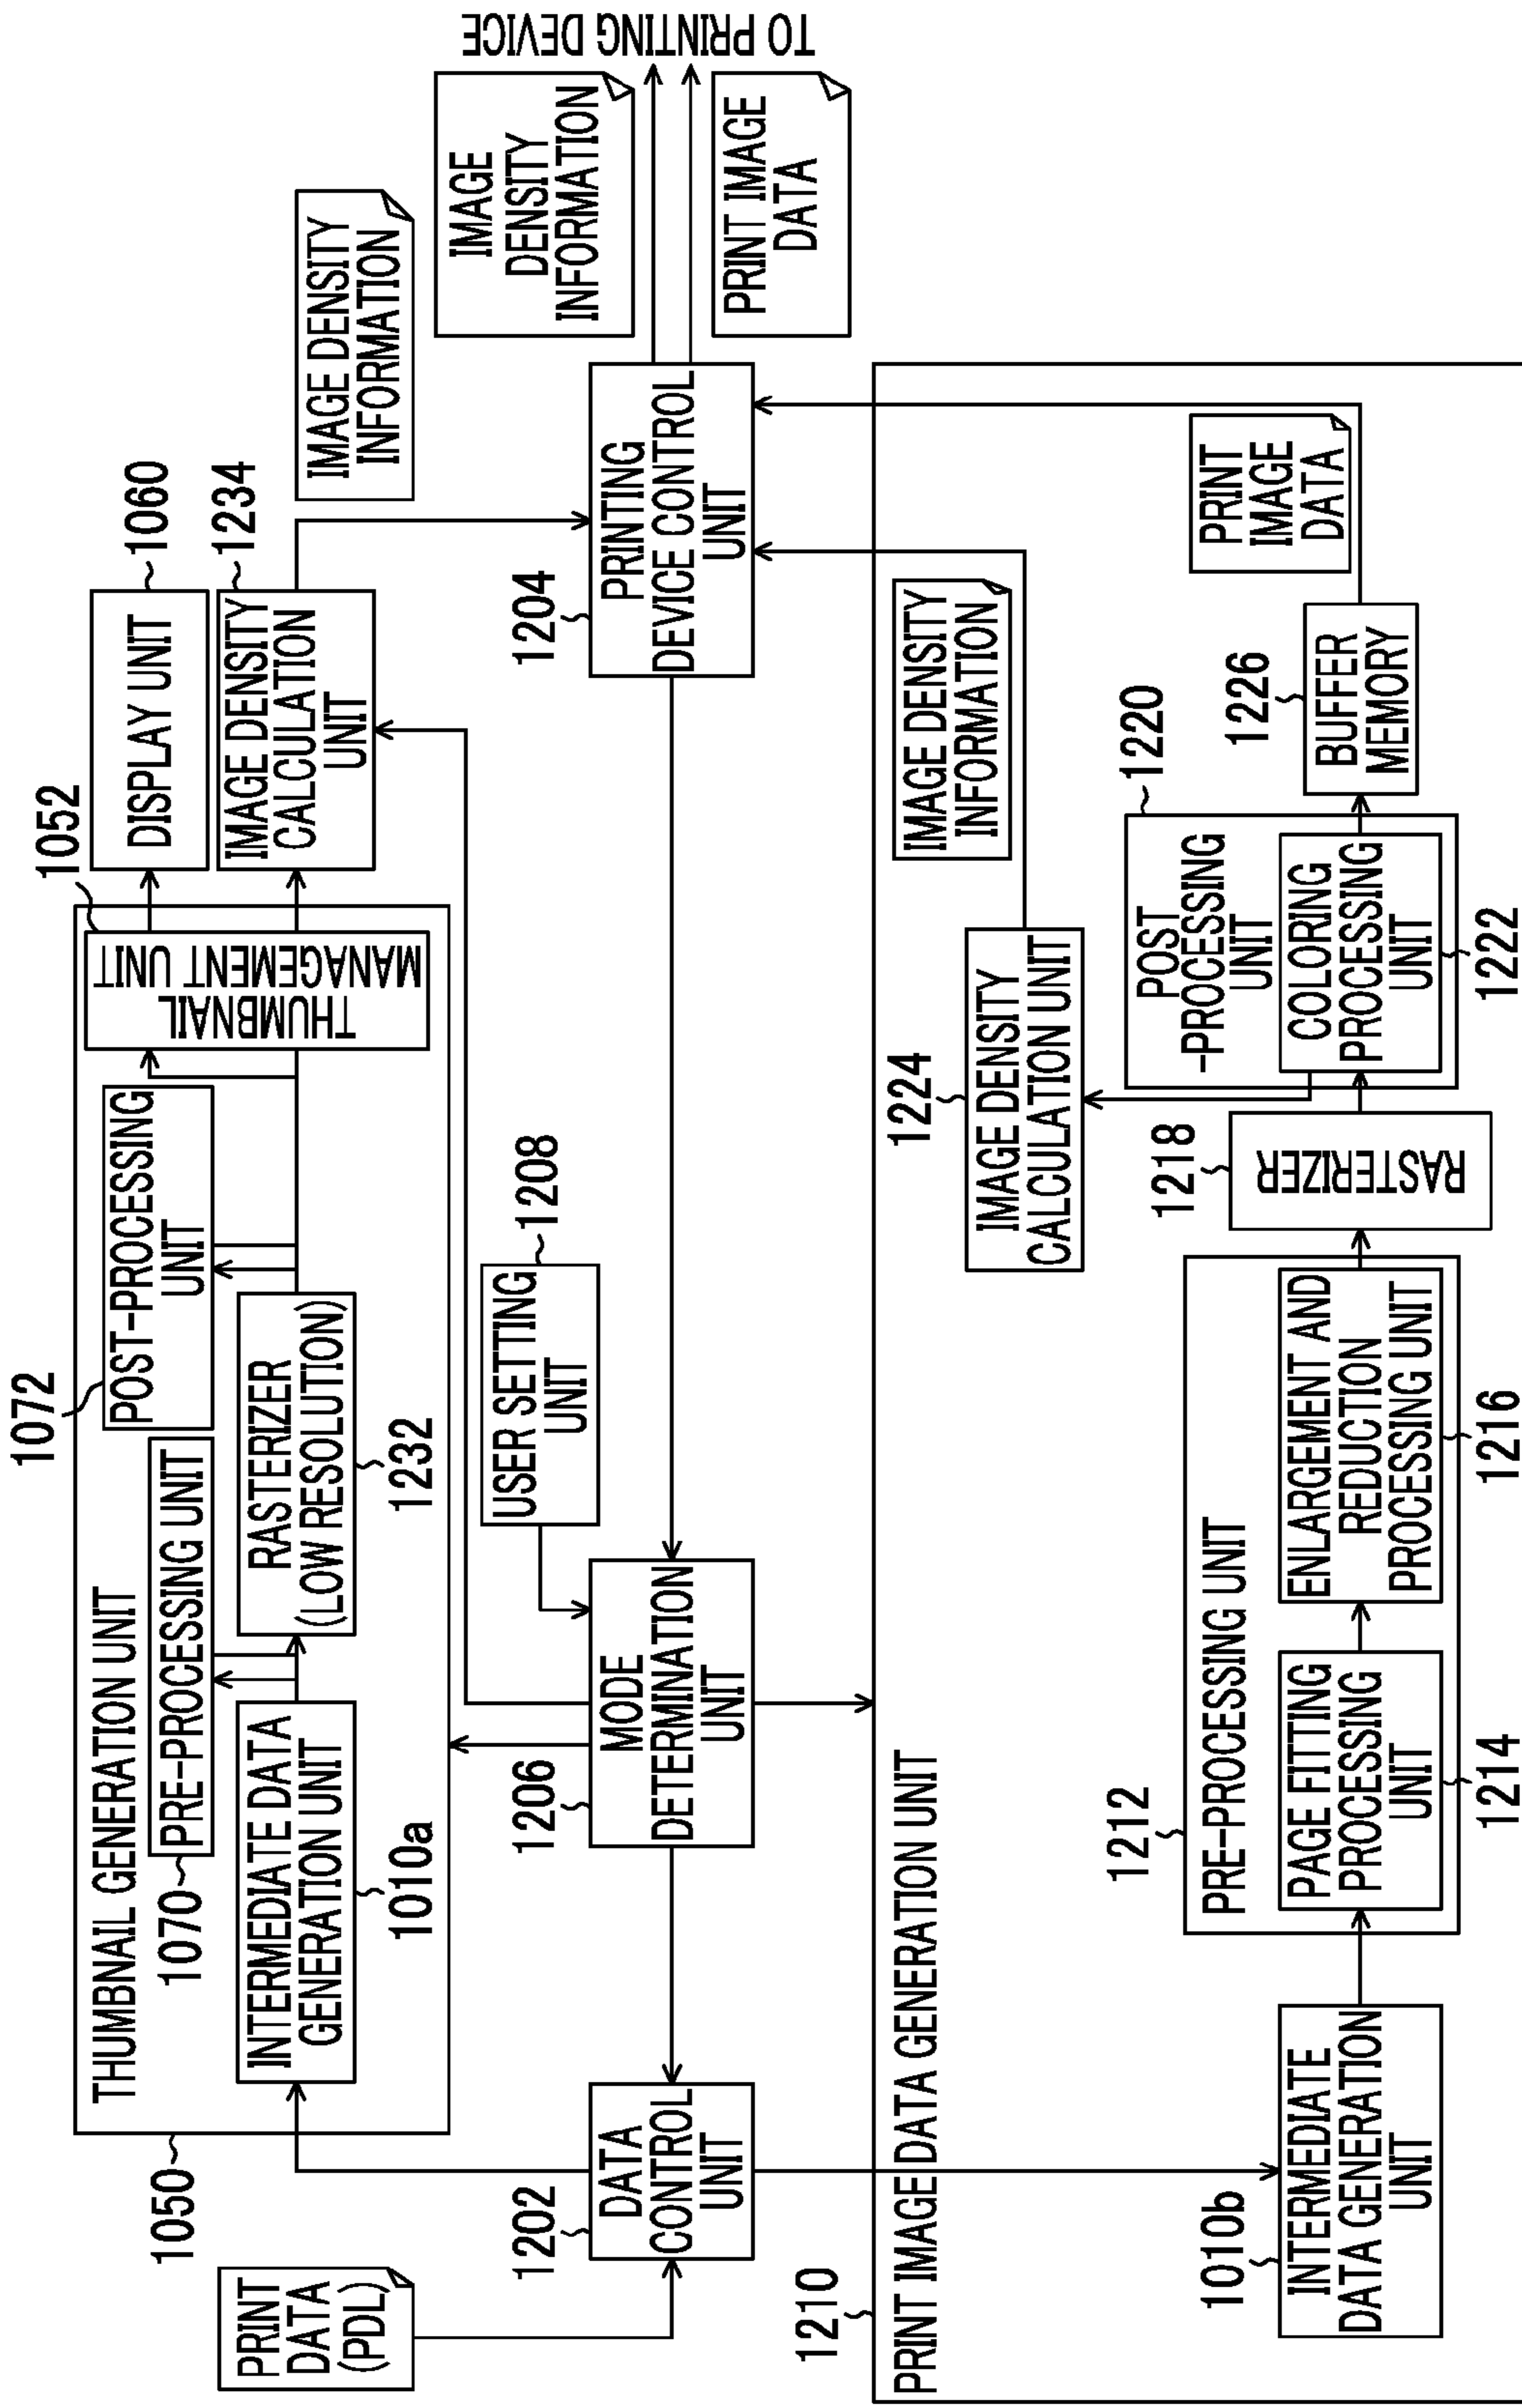 PRINT
DATA
(PDL)
1050
THUMBNAIL GENERATION UNIT
1070
PRE-PROCESSING UNIT
INTERMEDIATE DATA
GENERATION UNIT
1010a
1072
POST-PROCESSING
UNIT
RASTERIZER
(LOW RESOLUTION)
1232
THUMBNAIL
MANAGEMENT UNIT
1052
DISPLAY UNIT
1060
IMAGE DENSITY
CALCULATION
UNIT
1234
IMAGE DENSITY
INFORMATION
1202
DATA
CONTROL
UNIT
1206
MODE
DETERMINATION
UNIT
USER SETTING
UNIT
1208
1204
PRINTING
DEVICE CONTROL
UNIT
IMAGE
DENSITY
INFORMATION
PRINT IMAGE
DATA
TO PRINTING DEVICE
1210
PRINT IMAGE DATA GENERATION UNIT
1010b
INTERMEDIATE
DATA GENERATION
UNIT
1212
PRE-PROCESSING UNIT
PAGE FITTING
PROCESSING
UNIT
1214
ENLARGEMENT AND
REDUCTION
PROCESSING UNIT
1216
1218
RASTERIZER
1224
IMAGE DENSITY
CALCULATION UNIT
IMAGE DENSITY
INFORMATION
1220
POST
-PROCESSING
UNIT
COLORING
PROCESSING
UNIT
1222
1226
BUFFER
MEMORY
PRINT
IMAGE
DATA